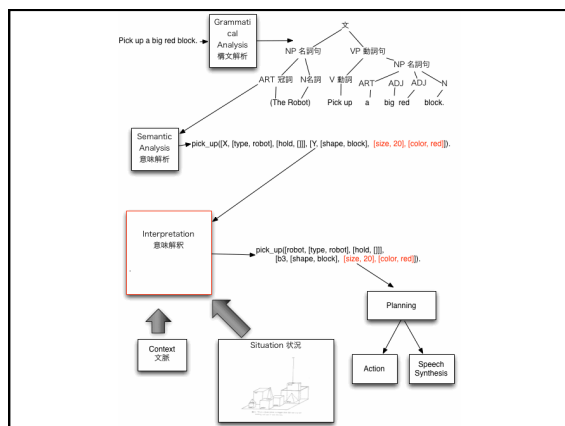 Pick up a big red block.
Grammati
cal
Analysis
構文解析
文
NP 名詞句
VP 動詞句
NP 名詞句
ART 冠詞
N名詞
V 動詞
ART
ADJ
ADJ
N
(The Robot)
Pick up
a
big
red
block.
Semantic
Analysis
意味解析
pick_up([X, [type, robot], [hold, []]], [Y, [shape, block], [size, 20], [color, red]]).
Interpretation
意味解釈
pick_up([robot, [type, robot], [hold, []],
[b3, [shape, block], [size, 20], [color, red]]).
Planning
Context
文脈
Situation 状況
Action
Speech
Synthesis